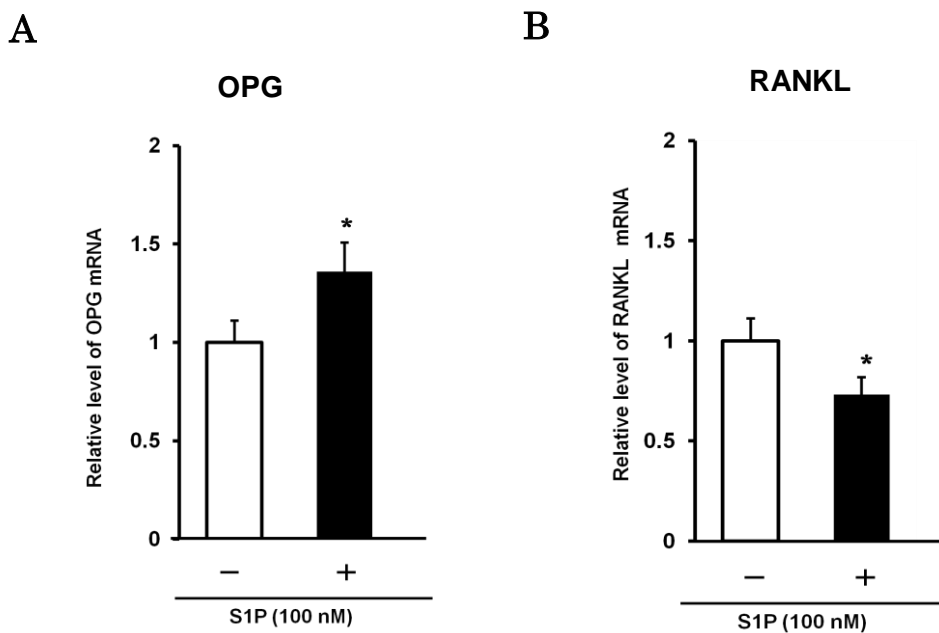 A
OPG
Relative level of OPG mRNA
2
1.5
1
0.5
0
*
− +
S1P (100 nM)
B
RANKL
Relative level of RANKL mRNA
2
1.5
1
0.5
0
*
− +
S1P (100 nM)